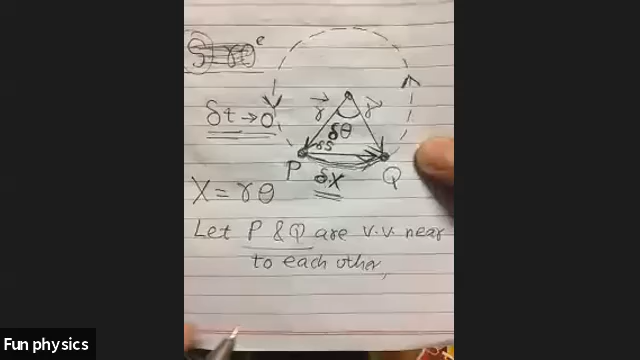 δt → 0
r⃗ r⃗
δθ
δS
P Q
δx
X = rθ
Let P & Q are v.v. near
to each other,
Fun physics